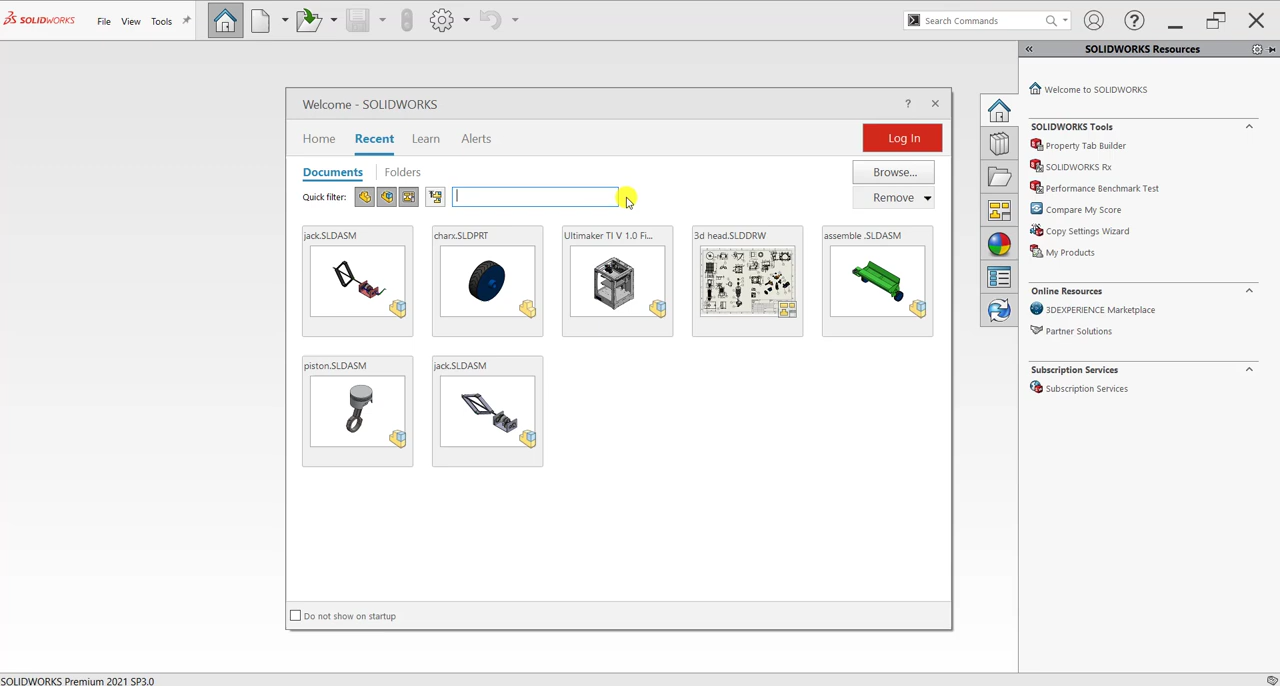 SOLIDWORKS File View Tools Search Commands
SOLIDWORKS Resources
Welcome - SOLIDWORKS
Home Recent Learn Alerts Log In
Documents Folders Browse...
Quick filter: Remove
jack.SLDASM charx.SLDPRT Ultimaker TI V 1.0 Fi... 3d head.SLDDRW assemble .SLDASM
piston.SLDASM jack.SLDASM
Do not show on startup
Welcome to SOLIDWORKS
SOLIDWORKS Tools
Property Tab Builder
SOLIDWORKS Rx
Performance Benchmark Test
Compare My Score
Copy Settings Wizard
My Products
Online Resources
3DEXPERIENCE Marketplace
Partner Solutions
Subscription Services
Subscription Services
SOLIDWORKS Premium 2021 SP3.0